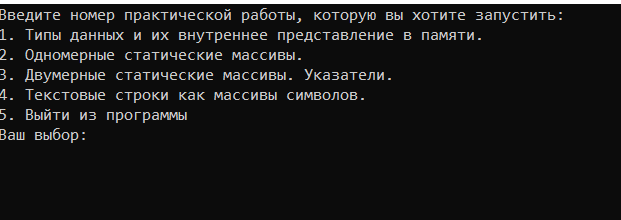 Введите номер практической работы, которую вы хотите запустить:
1. Типы данных и их внутреннее представление в памяти.
2. Одномерные статические массивы.
3. Двумерные статические массивы. Указатели.
4. Текстовые строки как массивы символов.
5. Выйти из программы
Ваш выбор: